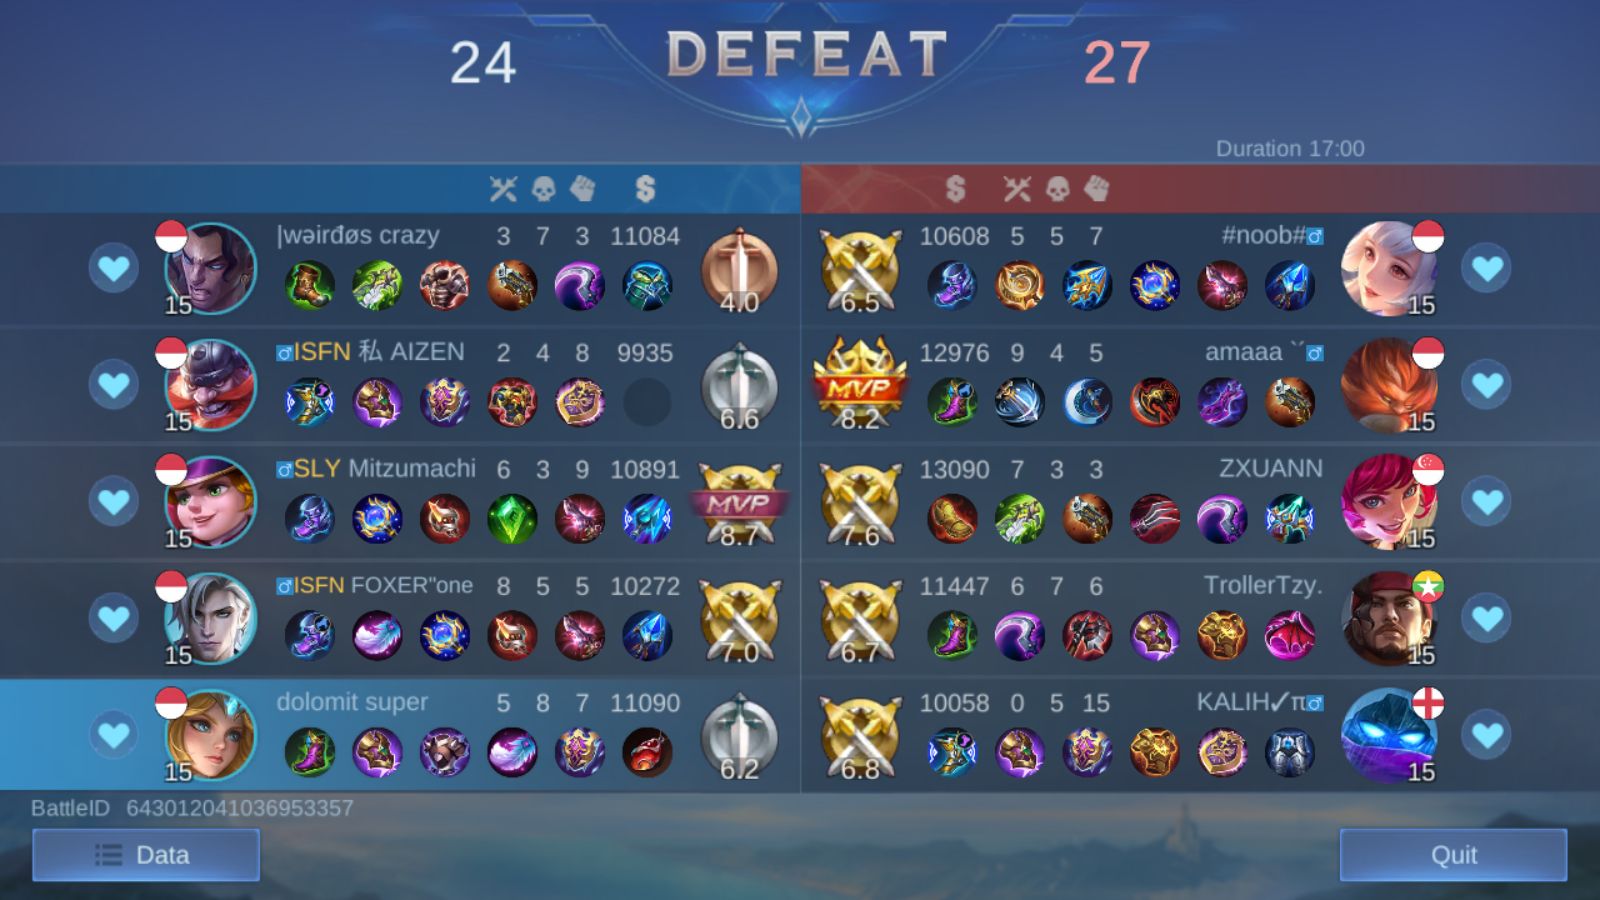 24 DEFEAT 27
Duration 17:00
|wəirđøs crazy 3 7 3 11084
15 4.0
10608 5 5 7 #noob#♂
6.5 15
♂ISFN 私 AIZEN 2 4 8 9935
15 6.6
12976 9 4 5 amaaa ˋ˜♂
MVP
8.2 15
♂SLY Mitzumachi 6 3 9 10891
MVP
15 8.7
13090 7 3 3 ZXUANN
7.6 15
♂ISFN FOXER"one 8 5 5 10272
15 7.0
11447 6 7 6 TrollerTzy.
6.7 15
dolomit super 5 8 7 11090
15 6.2
10058 0 5 15 KALIH✓π♂
6.8 15
BattleID 643012041036953357
Data
Quit